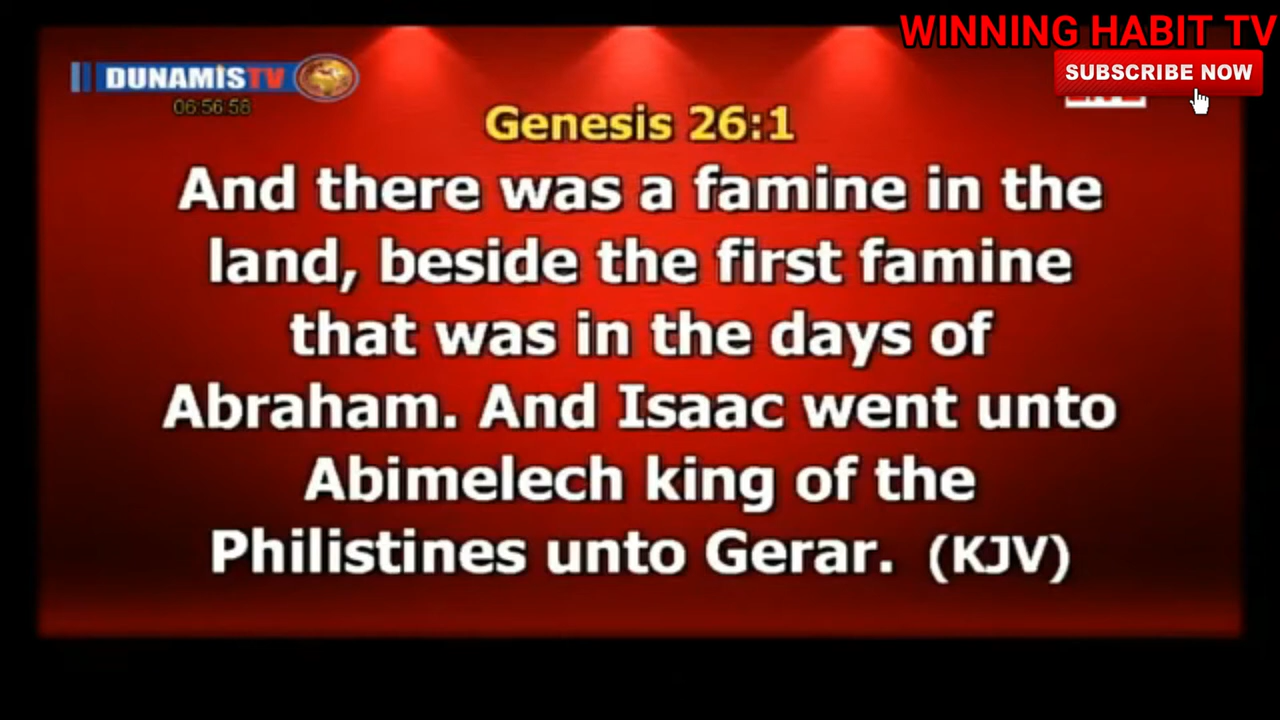 WINNING HABIT TV
SUBSCRIBE NOW
DUNAMIS TV
06:56:58
Genesis 26:1
And there was a famine in the
land, beside the first famine
that was in the days of
Abraham. And Isaac went unto
Abimelech king of the
Philistines unto Gerar. (KJV)